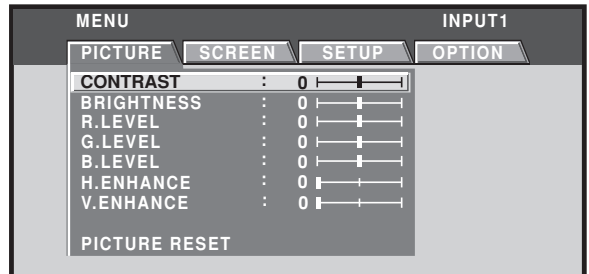 MENU INPUT1
PICTURE SCREEN SETUP OPTION
CONTRAST : 0
BRIGHTNESS : 0
R.LEVEL : 0
G.LEVEL : 0
B.LEVEL : 0
H.ENHANCE : 0
V.ENHANCE : 0
PICTURE RESET